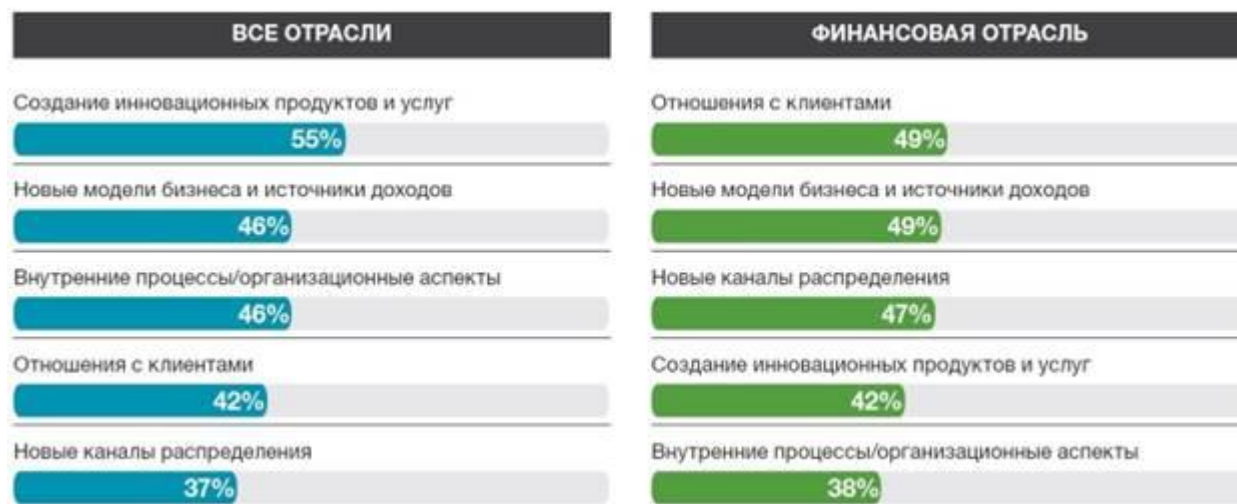 ВСЕ ОТРАСЛИ
Создание инновационных продуктов и услуг
55%
Новые модели бизнеса и источники доходов
46%
Внутренние процессы/организационные аспекты
46%
Отношения с клиентами
42%
Новые каналы распределения
37%
ФИНАНСОВАЯ ОТРАСЛЬ
Отношения с клиентами
49%
Новые модели бизнеса и источники доходов
49%
Новые каналы распределения
47%
Создание инновационных продуктов и услуг
42%
Внутренние процессы/организационные аспекты
38%